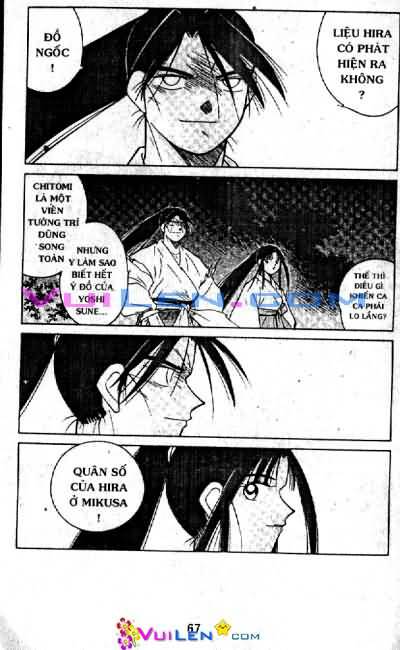 LIỆU HIRA
CÓ PHÁT
HIỆN RA
KHÔNG
?
ĐỒ
NGỐC
!
CHITOMI
LÀ MỘT
VIÊN
TƯỚNG TRÍ
DŨNG
SONG
TOÀN
NHƯNG
Y LÀM SAO
BIẾT HẾT
Ý ĐỒ CỦA
YOSHI
SUNE...
THẾ THÌ
ĐIỀU GÌ
KHIẾN CA
CA PHẢI
LO LẮNG?
VUILEN.COM
QUÂN SỐ
CỦA HIRA
Ở MIKUSA
!
67
VUILEN